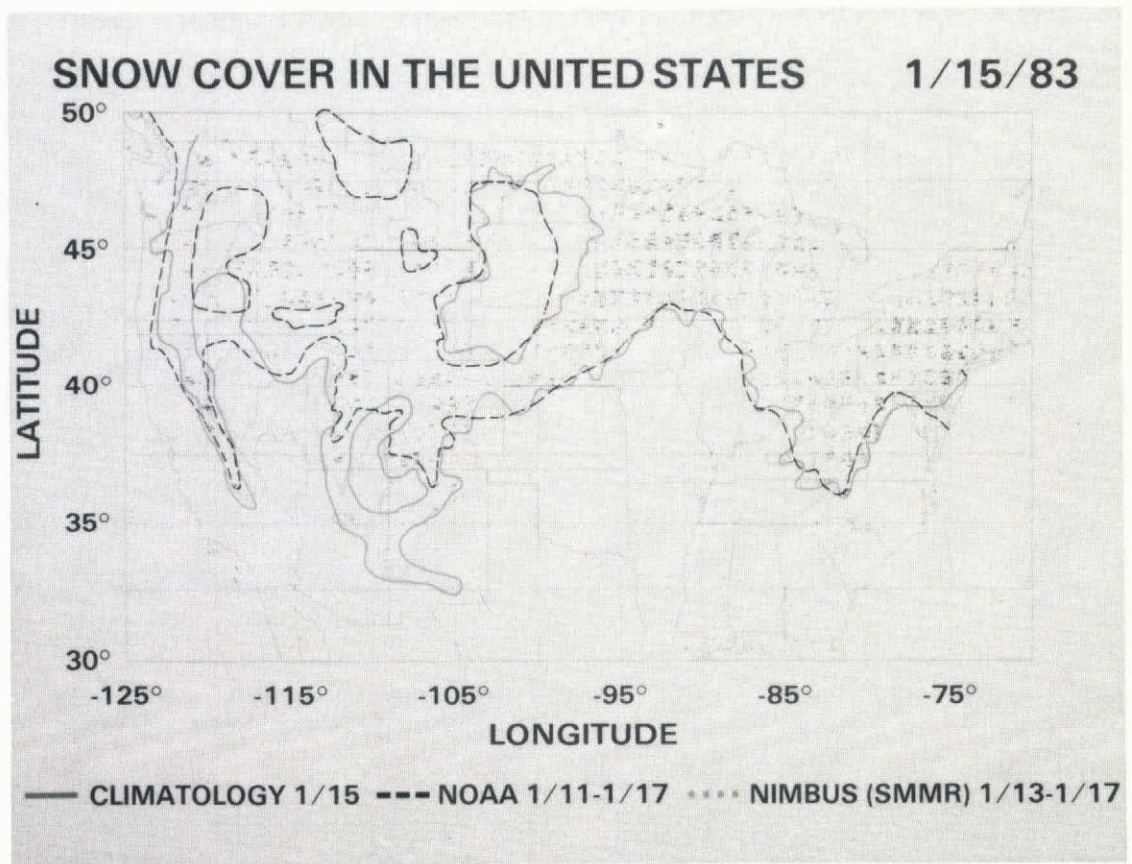 SNOW COVER IN THE UNITED STATES 1/15/83
50°
45°
40°
35°
30°
LATITUDE
-125° -115° -105° -95° -85° -75°
LONGITUDE
CLIMATOLOGY 1/15 NOAA 1/11-1/17 NIMBUS (SMMR) 1/13-1/17